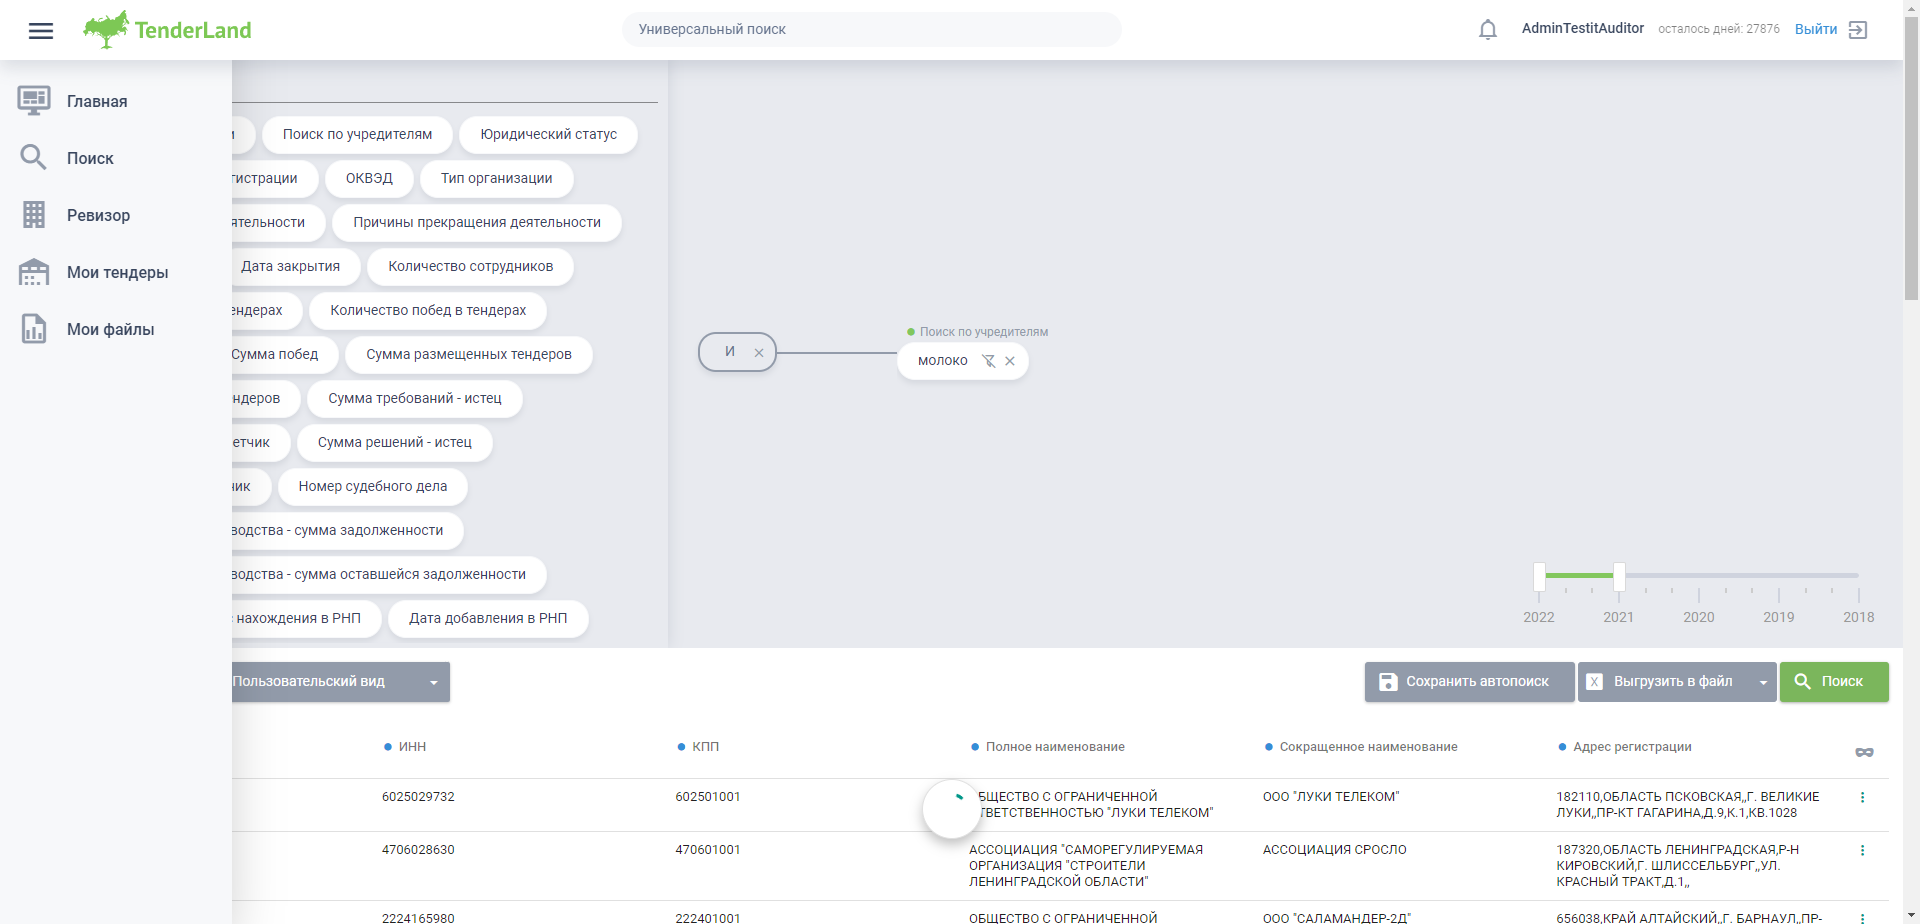 TenderLand
Универсальный поиск
AdminTestitAuditor
осталось дней: 27876
Выйти
Главная
Поиск
Ревизор
Мои тендеры
Мои файлы
Поиск по учредителям
Юридический статус
гистрации
ОКВЭД
Тип организации
ятельности
Причины прекращения деятельности
Дата закрытия
Количество сотрудников
ендерах
Количество побед в тендерах
Сумма побед
Сумма размещенных тендеров
ндеров
Сумма требований - истец
етчик
Сумма решений - истец
ик
Номер судебного дела
водства - сумма задолженности
водства - сумма оставшейся задолженности
нахождения в РНП
Дата добавления в РНП
И
Поиск по учредителям
молоко
2022
2021
2020
2019
2018
Пользовательский вид
Сохранить автопоиск
X Выгрузить в файл
Поиск
ИНН
КПП
Полное наименование
Сокращенное наименование
Адрес регистрации
6025029732
602501001
БЩЕСТВО С ОГРАНИЧЕННОЙ
ТВЕТСТВЕННОСТЬЮ "ЛУКИ ТЕЛЕКОМ"
ООО "ЛУКИ ТЕЛЕКОМ"
182110,ОБЛАСТЬ ПСКОВСКАЯ,,Г. ВЕЛИКИЕ
ЛУКИ,,ПР-КТ ГАГАРИНА,Д.9,К.1,КВ.1028
4706028630
470601001
АССОЦИАЦИЯ "САМОРЕГУЛИРУЕМАЯ
ОРГАНИЗАЦИЯ "СТРОИТЕЛИ
ЛЕНИНГРАДСКОЙ ОБЛАСТИ"
АССОЦИАЦИЯ СРОСЛО
187320,ОБЛАСТЬ ЛЕНИНГРАДСКАЯ,Р-Н
КИРОВСКИЙ,Г. ШЛИССЕЛЬБУРГ,,УЛ.
КРАСНЫЙ ТРАКТ,Д.1,,
2224165980
222401001
ОБЩЕСТВО С ОГРАНИЧЕННОЙ
ООО "САЛАМАНДЕР-2Д"
656038,КРАЙ АЛТАЙСКИЙ,,Г. БАРНАУЛ,,ПР-